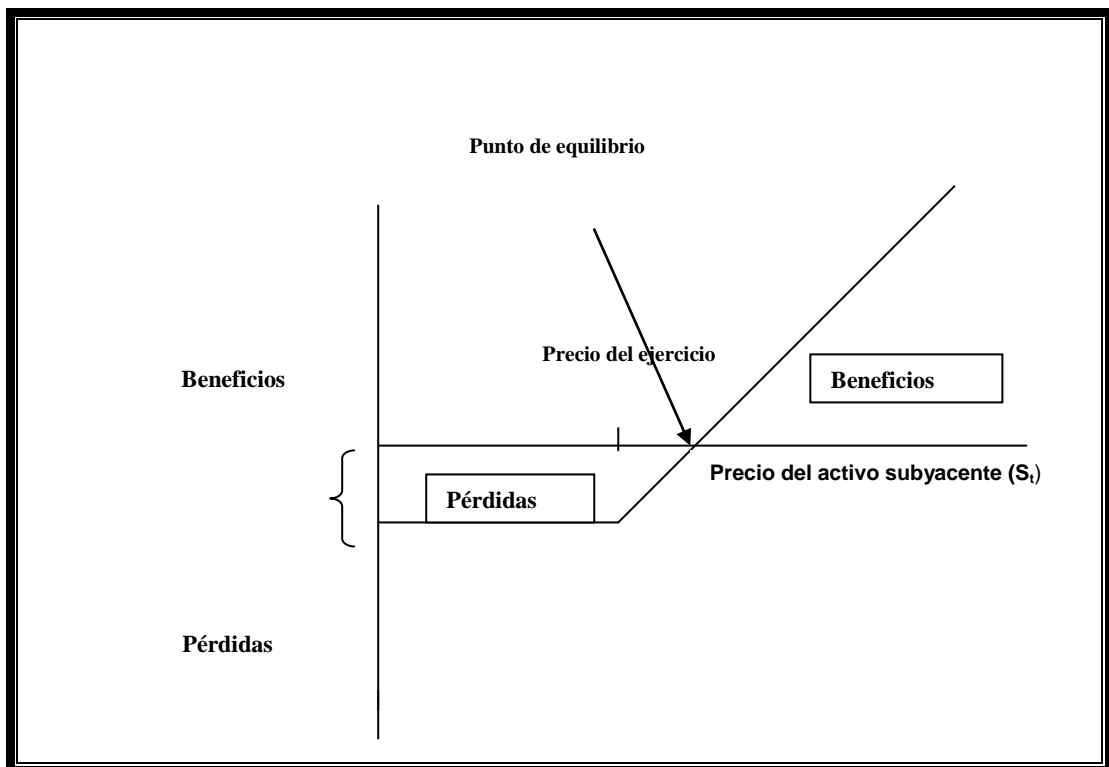 Punto de equilibrio
Precio del ejercicio
Beneficios
Beneficios
Precio del activo subyacente (St)
Pérdidas
Pérdidas